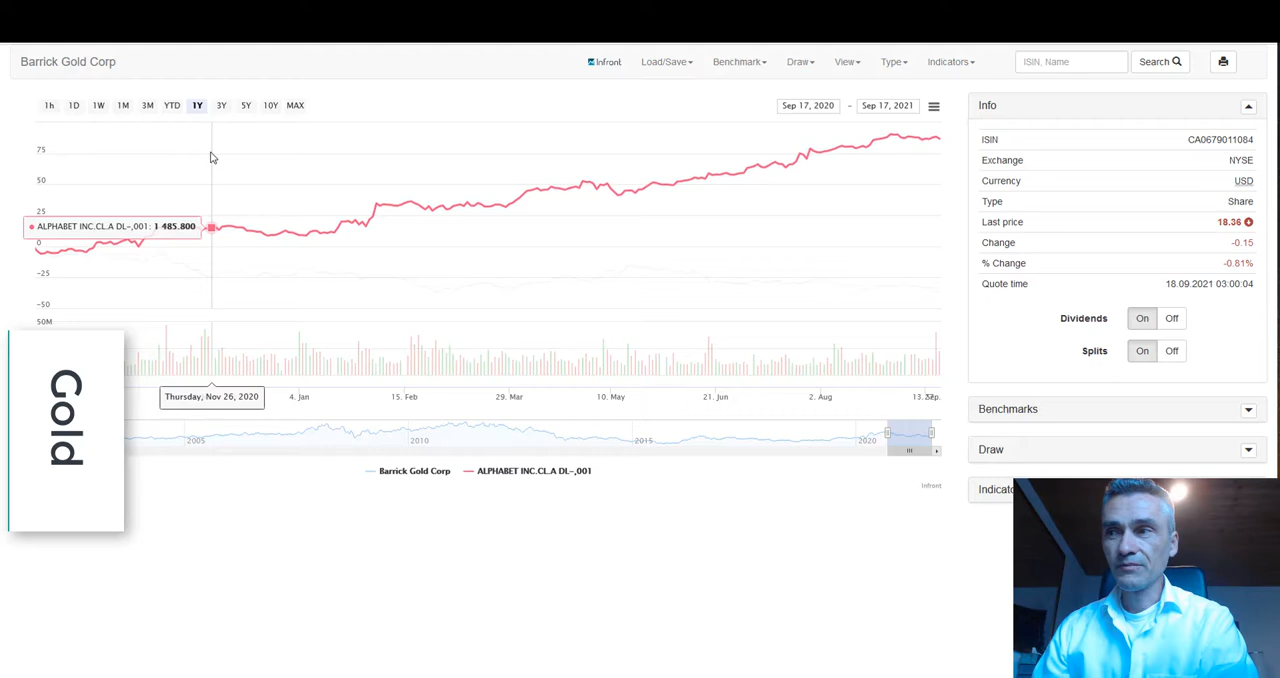 Barrick Gold Corp
Infront
Load/Save
Benchmark
Draw
View
Type
Indicators
ISIN, Name
Search
1h 1D 1W 1M 3M YTD 1Y 3Y 5Y 10Y MAX
Sep 17, 2020 - Sep 17, 2021
75
50
25
0
-25
-50
50M
ALPHABET INC.CL.A DL-,001: 1 485.800
Gold
Thursday, Nov 26, 2020
4. Jan
15. Feb
29. Mar
10. May
21. Jun
2. Aug
2005
2010
2015
2020
Barrick Gold Corp
ALPHABET INC.CL.A DL-,001
Infront
Info
ISIN CA0679011084
Exchange NYSE
Currency USD
Type Share
Last price 18.36
Change -0.15
% Change -0.81%
Quote time 18.09.2021 03:00:04
Dividends On Off
Splits On Off
Benchmarks
Draw